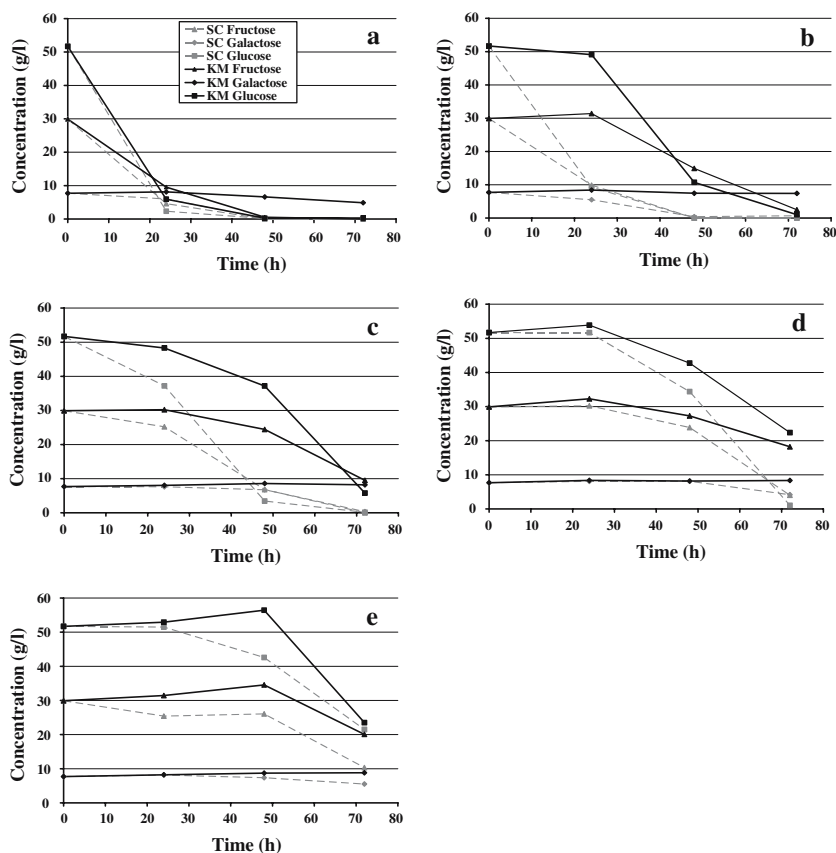 a
SC Fructose
SC Galactose
SC Glucose
KM Fructose
KM Galactose
KM Glucose
Concentration (g/l)
60
50
40
30
20
10
0
0 10 20 30 40 50 60 70 80
Time (h)
b
Concentration (g/l)
60
50
40
30
20
10
0
0 10 20 30 40 50 60 70 80
Time (h)
c
Concentration (g/l)
60
50
40
30
20
10
0
0 10 20 30 40 50 60 70 80
Time (h)
d
Concentration (g/l)
60
50
40
30
20
10
0
0 10 20 30 40 50 60 70 80
Time (h)
e
Concentration (g/l)
60
50
40
30
20
10
0
0 10 20 30 40 50 60 70 80
Time (h)